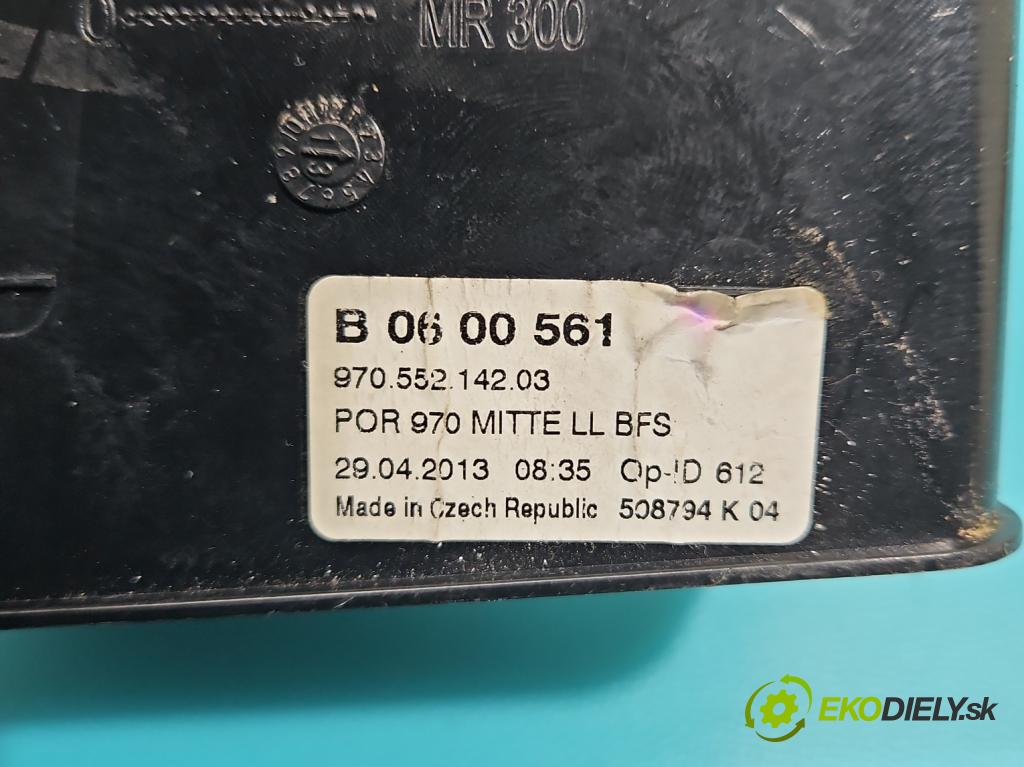 MR 300
13
B 06 00 561
970.552.142.03
POR 970 MITTE LL BFS
29.04.2013 08:35 Op-ID 612
Made in Czech Republic 508794 K 04
EKODIELY.sk